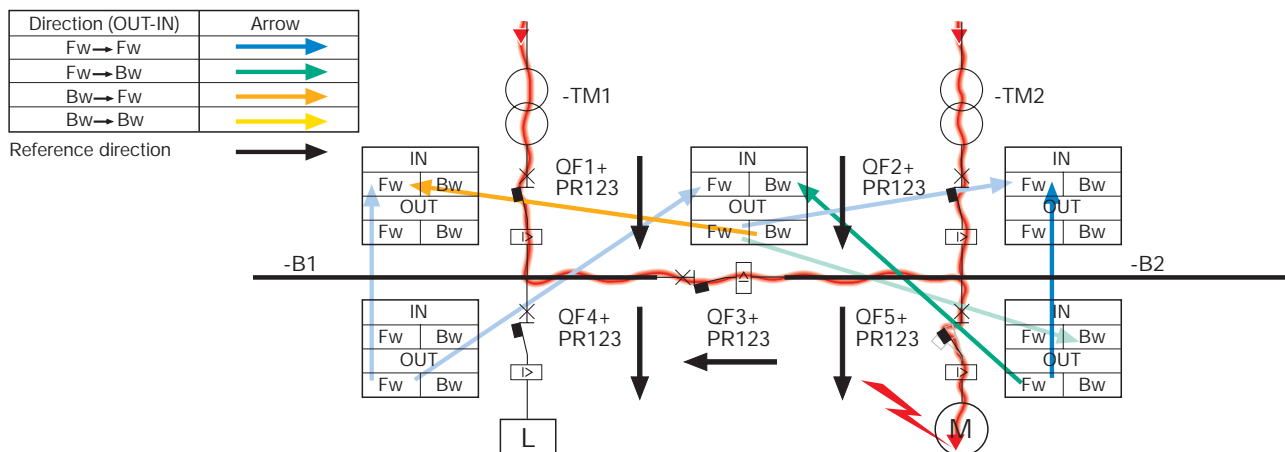 Direction (OUT-IN) Arrow
Fw→Fw
Fw→Bw
Bw→Fw
Bw→Bw
Reference direction
-TM1
-TM2
IN
Fw Bw
OUT
Fw Bw
QF1+
PR123
IN
Fw Bw
OUT
Fw Bw
QF2+
PR123
IN
Fw Bw
OUT
Fw Bw
-B1
-B2
IN
Fw Bw
OUT
Fw Bw
QF4+
PR123
QF3+
PR123
QF5+
PR123
IN
Fw Bw
OUT
Fw Bw
I>
I>
I>
I>
I>
L
M